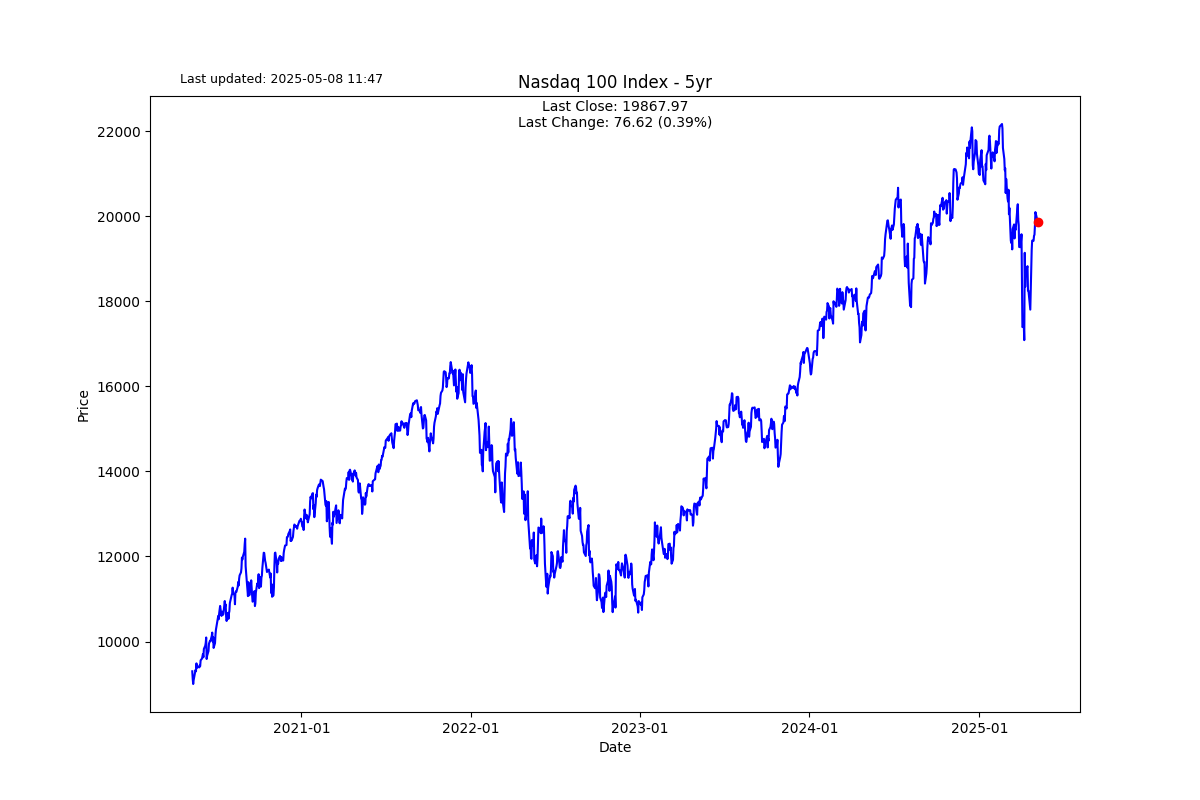 Last updated: 2025-05-08 11:47
Nasdaq 100 Index - 5yr
Last Close: 19867.97
Last Change: 76.62 (0.39%)
22000
20000
18000
16000
14000
12000
10000
Price
2021-01
2022-01
2023-01
2024-01
2025-01
Date